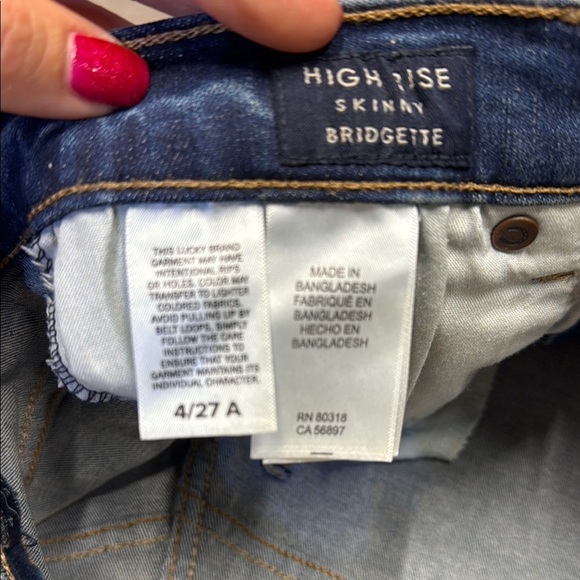 HIGH RISE
SKINNY
BRIDGETTE
THIS LUCKY BRAND
GARMENT MAY HAVE
INTENTIONAL RIPS
OR HOLES. COLOR MAY
TRANSFER TO LIGHTER
COLORED FABRICS.
AVOID PULLING UP BY
BELT LOOPS, SIMPLY
FOLLOW THE CARE
INSTRUCTIONS TO
ENSURE THAT YOUR
GARMENT MAINTAINS ITS
INDIVIDUAL CHARACTER.
4/27 A
MADE IN
BANGLADESH
FABRIQUÉ EN
BANGLADESH
HECHO EN
BANGLADESH
RN 80318
CA 56897